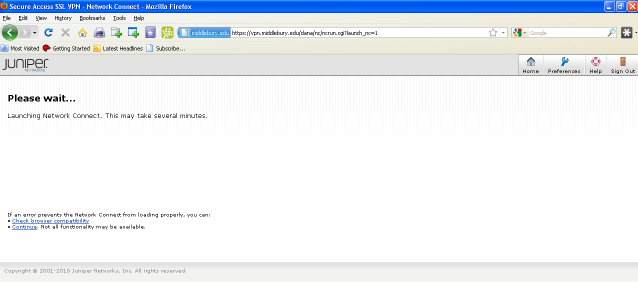 Secure Access SSL VPN - Network Connect - Mozilla Firefox
File Edit View History Bookmarks Tools Help
middlebury.edu https://vpn.middlebury.edu/dana/nc/ncrun.cgi?launch_nc=1 Google
Most Visited Getting Started Latest Headlines Subscribe...
Juniper
NETWORKS
Home Preferences Help Sign Out
Please wait...
Launching Network Connect. This may take several minutes.
If an error prevents the Network Connect from loading properly, you can:
• Check browser compatibility
• Continue. Not all functionality may be available.
Copyright © 2001-2010 Juniper Networks, Inc. All rights reserved.